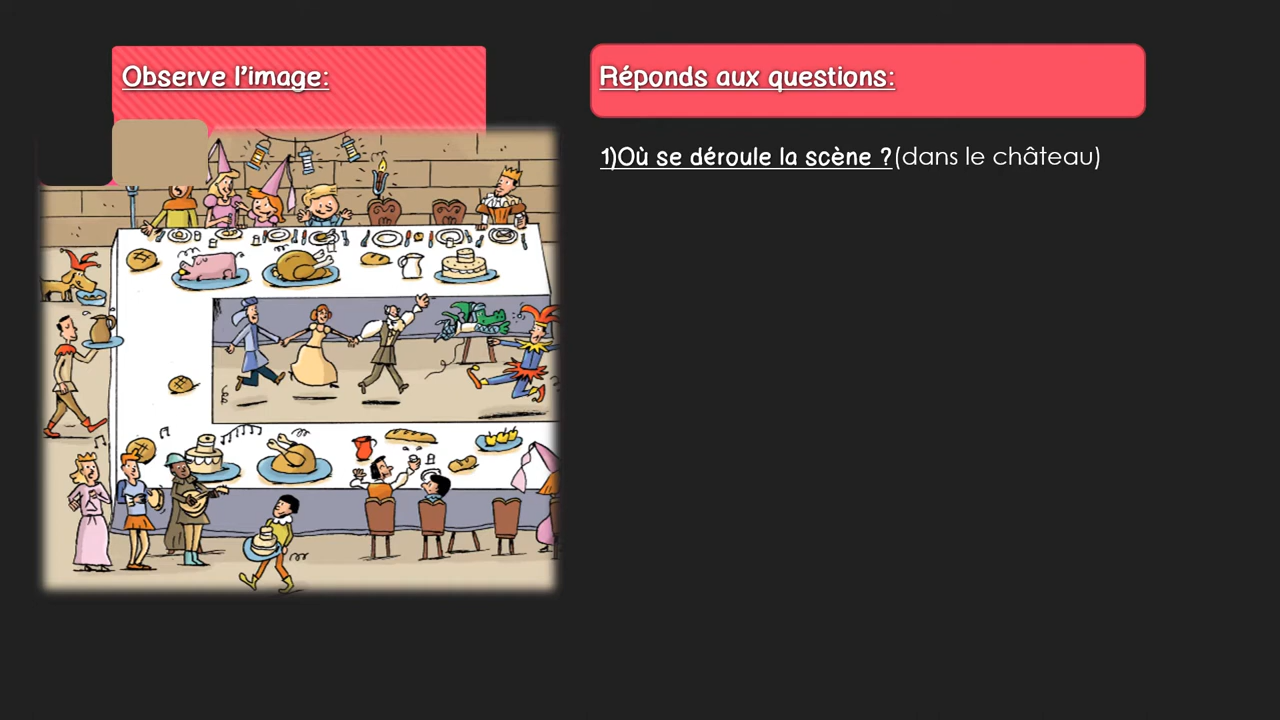 Observe l'image:
Réponds aux questions:
1)Où se déroule la scène ?(dans le château)